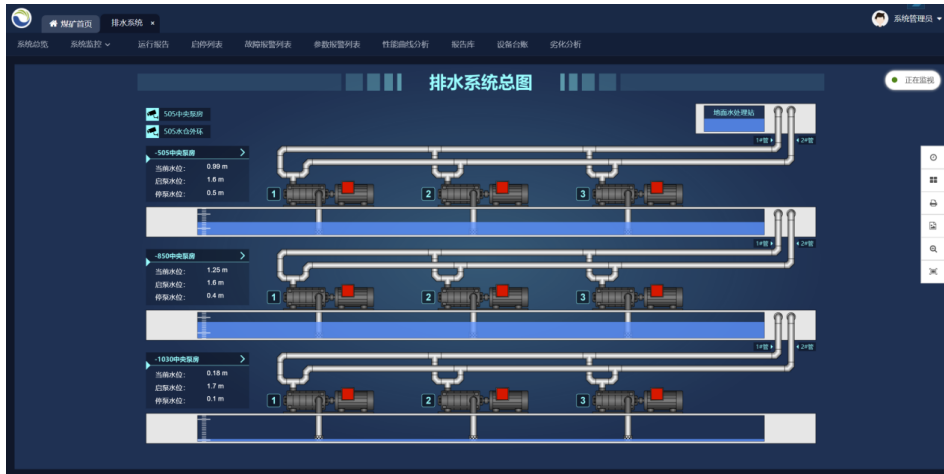 煤矿首页 排水系统 × 系统管理员
系统总览 系统监控 运行报告 启停列表 故障报警列表 参数报警列表 性能曲线分析 报告库 设备台账 劣化分析
排水系统总图
正在监视
505中央泵房
505水仓外环
地面水处理站
1#管 2#管
-505中央泵房
当前水位: 0.99 m
启泵水位: 1.6 m
停泵水位: 0.5 m
1 2 3
1#管 2#管
-850中央泵房
当前水位: 1.25 m
启泵水位: 1.6 m
停泵水位: 0.4 m
1 2 3
1#管 2#管
-1030中央泵房
当前水位: 0.18 m
启泵水位: 1.7 m
停泵水位: 0.1 m
1 2 3